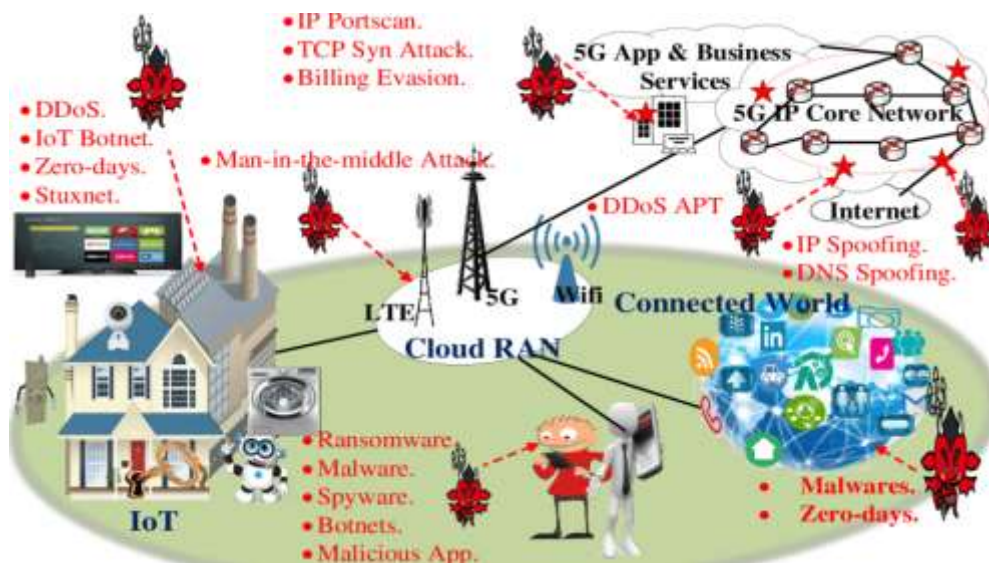 • IP Portscan.
• TCP Syn Attack.
• Billing Evasion.
5G App & Business
Services
5G IP Core Network
Internet
• DDoS.
• IoT Botnet.
• Zero-days.
• Stuxnet.
• Man-in-the-middle Attack.
• DDoS APT
• IP Spoofing.
• DNS Spoofing.
LTE
5G
Wifi
Cloud RAN
Connected World
IoT
• Ransomware
• Malware.
• Spyware.
• Botnets.
• Malicious App.
• Malwares.
• Zero-days.